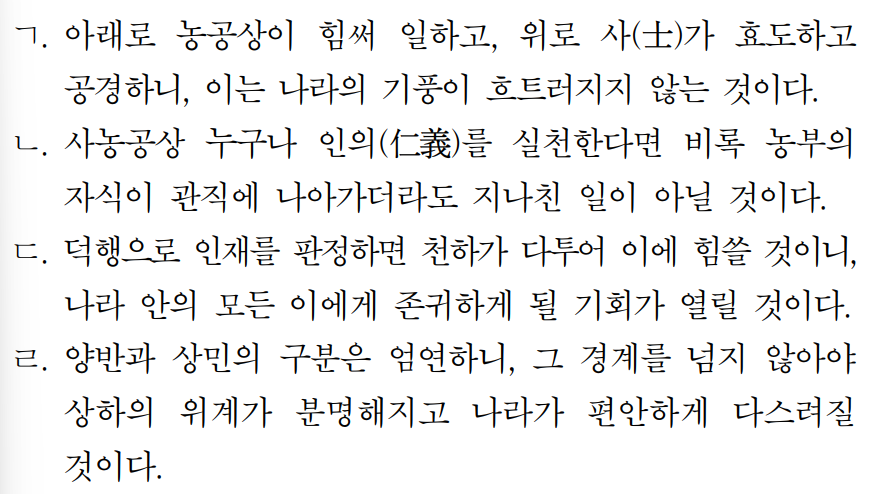 ㄱ. 아래로 농공상이 힘써 일하고, 위로 사(士)가 효도하고
공경하니, 이는 나라의 기풍이 흐트러지지 않는 것이다.
ㄴ. 사농공상 누구나 인의(仁義)를 실천한다면 비록 농부의
자식이 관직에 나아가더라도 지나친 일이 아닐 것이다.
ㄷ. 덕행으로 인재를 판정하면 천하가 다투어 이에 힘쓸 것이니,
나라 안의 모든 이에게 존귀하게 될 기회가 열릴 것이다.
ㄹ. 양반과 상민의 구분은 엄연하니, 그 경계를 넘지 않아야
상하의 위계가 분명해지고 나라가 편안하게 다스려질
것이다.